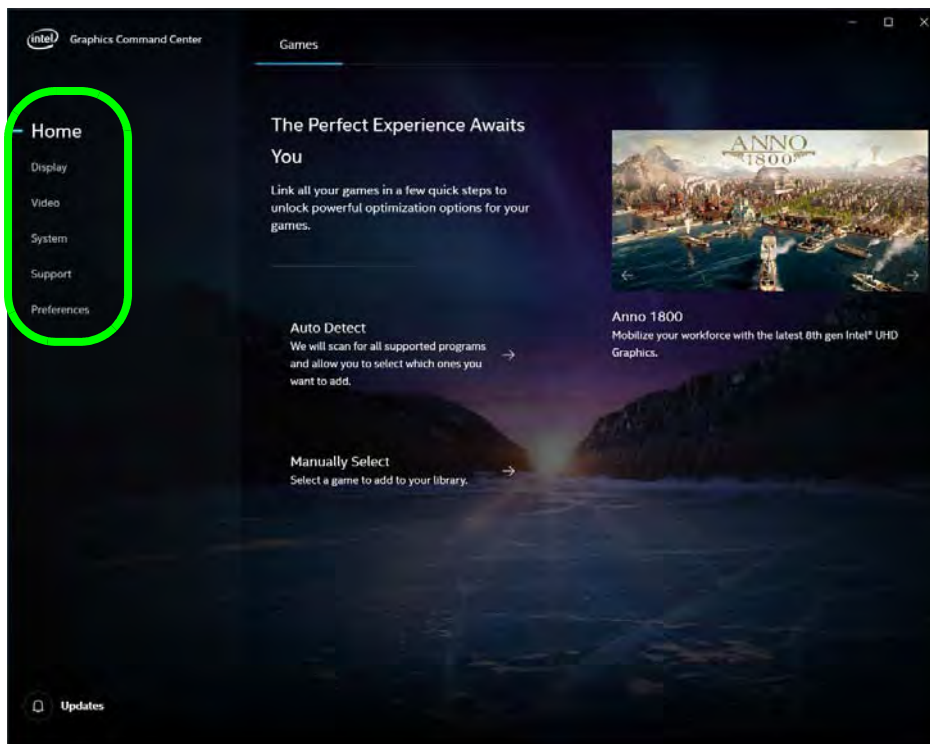 intel Graphics Command Center
Games
Home
Display
Video
System
Support
Preferences
The Perfect Experience Awaits
You
Link all your games in a few quick steps to
unlock powerful optimization options for your
games.
Auto Detect
We will scan for all supported programs
and allow you to select which ones you
want to add.
Manually Select
Select a game to add to your library.
ANNO
1800
Anno 1800
Mobilize your workforce with the latest 8th gen Intel® UHD
Graphics.
Updates